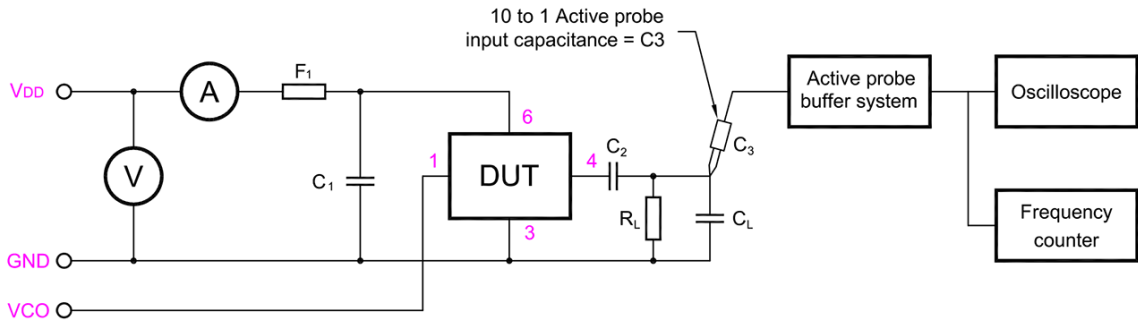 10 to 1 Active probe
input capacitance = C3
VDD
A
F1
6
Active probe
buffer system
Oscilloscope
V
C1
1
DUT
4
C2
C3
RL
CL
3
Frequency
counter
GND
VCO